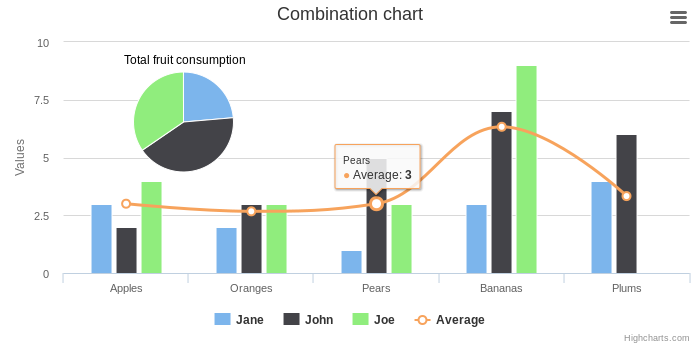 Combination chart
Total fruit consumption
Values
10
7.5
5
2.5
0
Pears
Average: 3
Apples
Oranges
Pears
Bananas
Plums
Jane
John
Joe
Average
Highcharts.com